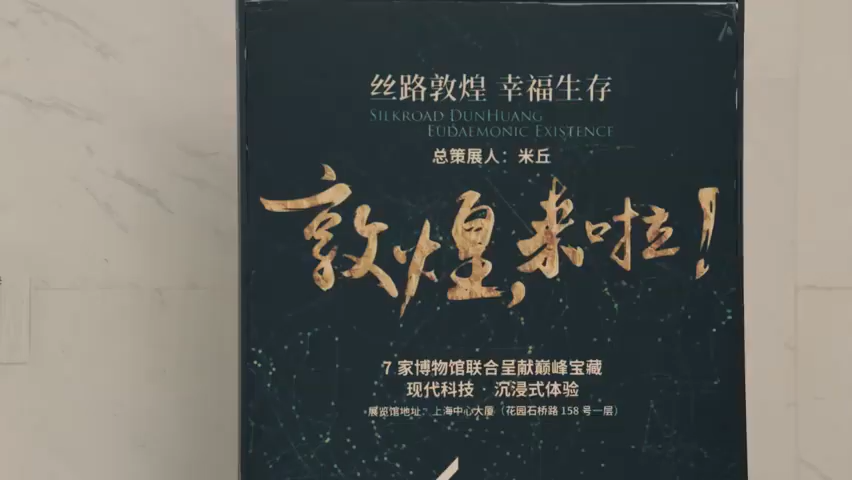 丝路敦煌 幸福生存
SILKROAD DUNHUANG
EUDAEMONIC EXISTENCE
总策展人：米丘
敦煌,来啦!
7 家博物馆联合呈献巅峰宝藏
现代科技·沉浸式体验
展览馆地址：上海中心大厦（花园石桥路 158 号一层）